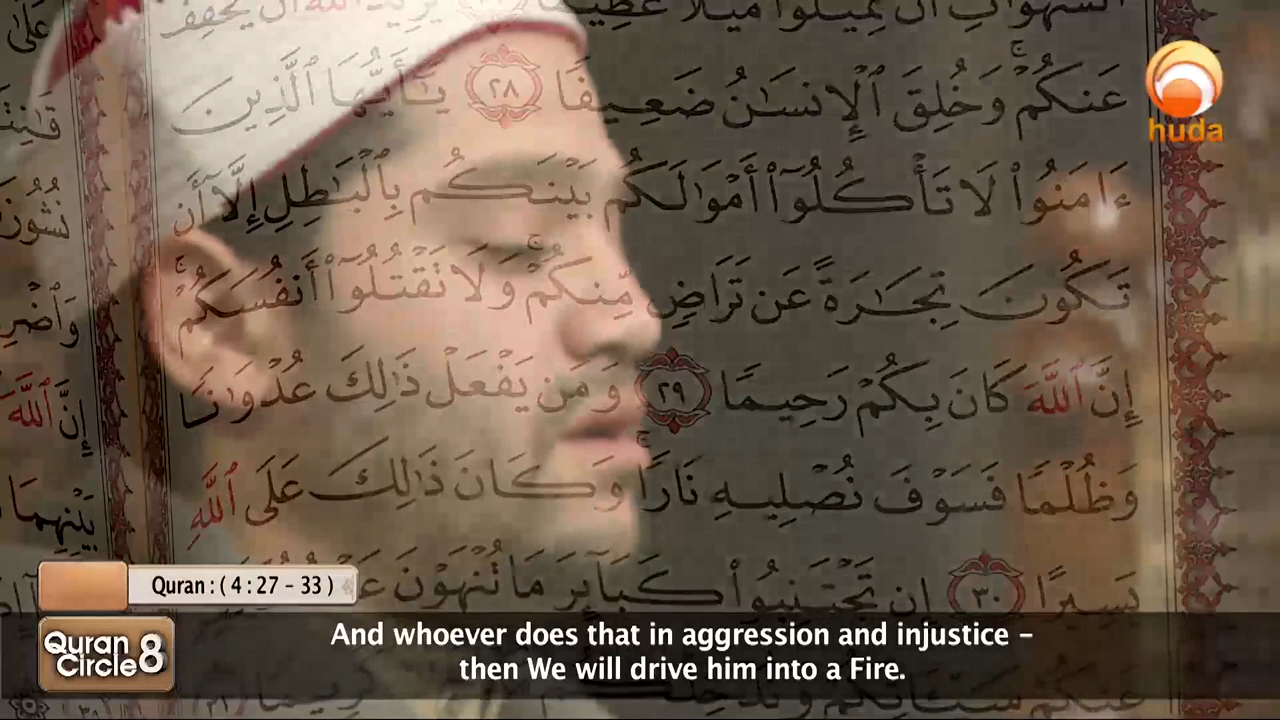 عَنكُمْ وَخُلِقَ ٱلْإِنسَٰنُ ضَعِيفًا ٢٨ يَٰٓأَيُّهَا ٱلَّذِينَ
ءَامَنُوا۟ لَا تَأْكُلُوٓا۟ أَمْوَٰلَكُم بَيْنَكُم بِٱلْبَٰطِلِ إِلَّآ أَن
تَكُونَ تِجَٰرَةً عَن تَرَاضٍ مِّنكُمْ وَلَا تَقْتُلُوٓا۟ أَنفُسَكُمْ
إِنَّ ٱللَّهَ كَانَ بِكُمْ رَحِيمًا ٢٩ وَمَن يَفْعَلْ ذَٰلِكَ عُدْوَٰنًا
وَظُلْمًا فَسَوْفَ نُصْلِيهِ نَارًا وَكَانَ ذَٰلِكَ عَلَى ٱللَّهِ
يَسِيرًا ٣٠ إِن تَجْتَنِبُوا۟ كَبَآئِرَ مَا تُنْهَوْنَ
إِنَّ ٱللَّهَ
بَيْنِهِمَا
huda
Quran : ( 4 : 27 – 33 )
Quran
Circle 8
And whoever does that in aggression and injustice –
then We will drive him into a Fire.